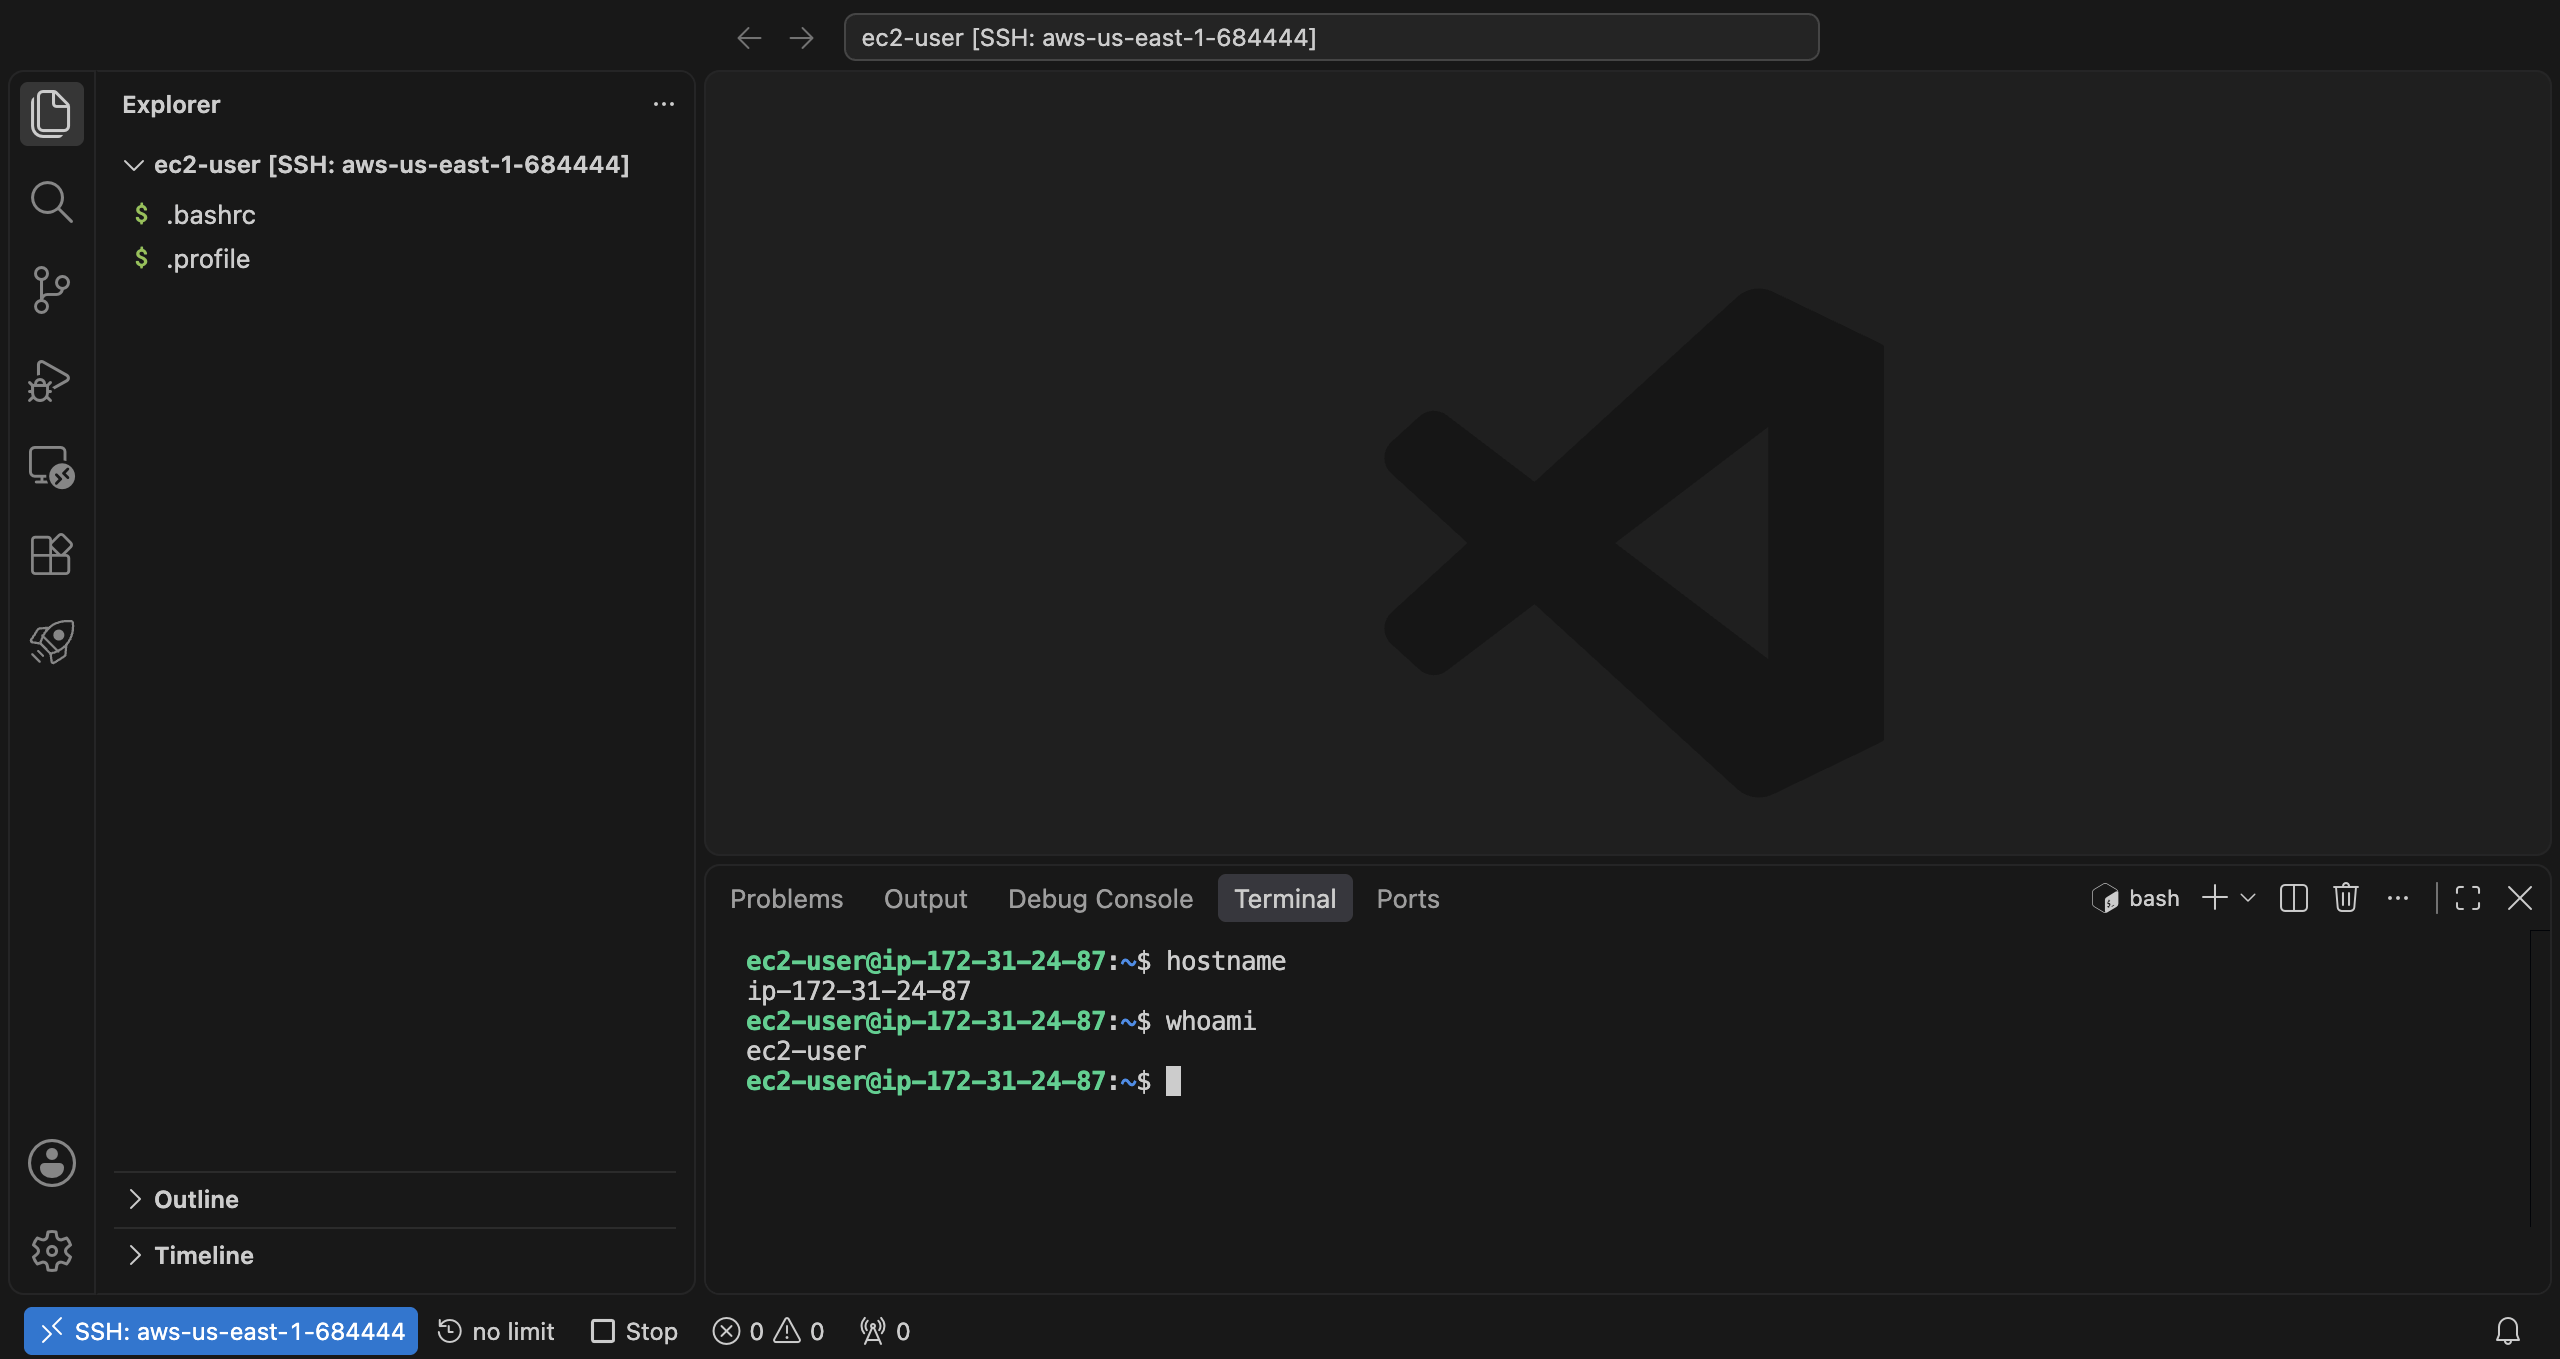 ec2-user [SSH: aws-us-east-1-684444]
Explorer
ec2-user [SSH: aws-us-east-1-684444]
$ .bashrc
$ .profile
Outline
Timeline
Problems Output Debug Console Terminal Ports bash
ec2-user@ip-172-31-24-87:~$ hostname
ip-172-31-24-87
ec2-user@ip-172-31-24-87:~$ whoami
ec2-user
ec2-user@ip-172-31-24-87:~$
SSH: aws-us-east-1-684444 no limit Stop 0 0 0